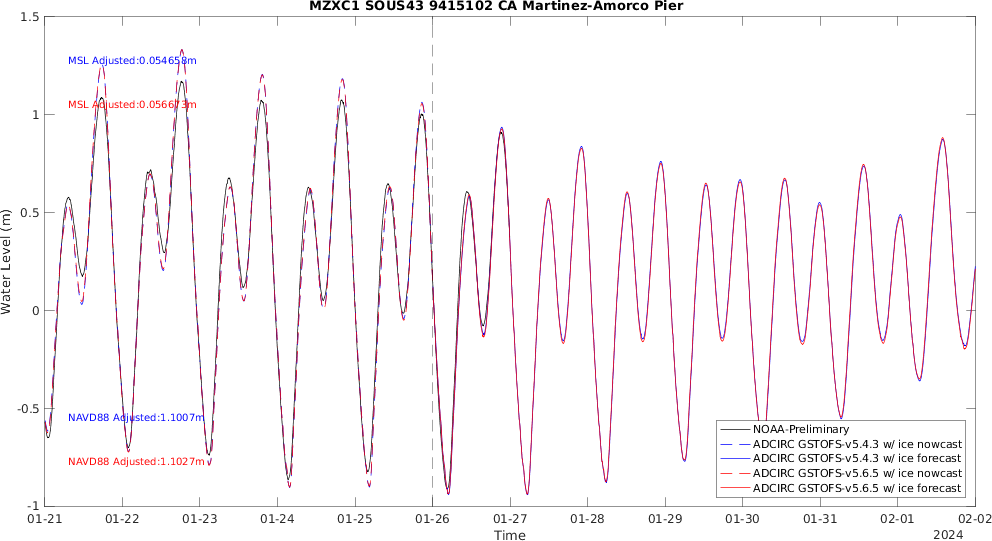 MZXC1 SOUS43 9415102 CA Martinez-Amorco Pier
1.5
1
0.5
0
-0.5
-1
Water Level (m)
MSL Adjusted:0.054658m
MSL Adjusted:0.056673m
NAVD88 Adjusted:1.1007m
NAVD88 Adjusted:1.1027m
NOAA-Preliminary
ADCIRC GSTOFS-v5.4.3 w/ ice nowcast
ADCIRC GSTOFS-v5.4.3 w/ ice forecast
ADCIRC GSTOFS-v5.6.5 w/ ice nowcast
ADCIRC GSTOFS-v5.6.5 w/ ice forecast
01-21 01-22 01-23 01-24 01-25 01-26 01-27 01-28 01-29 01-30 01-31 02-01 02-02
Time
2024